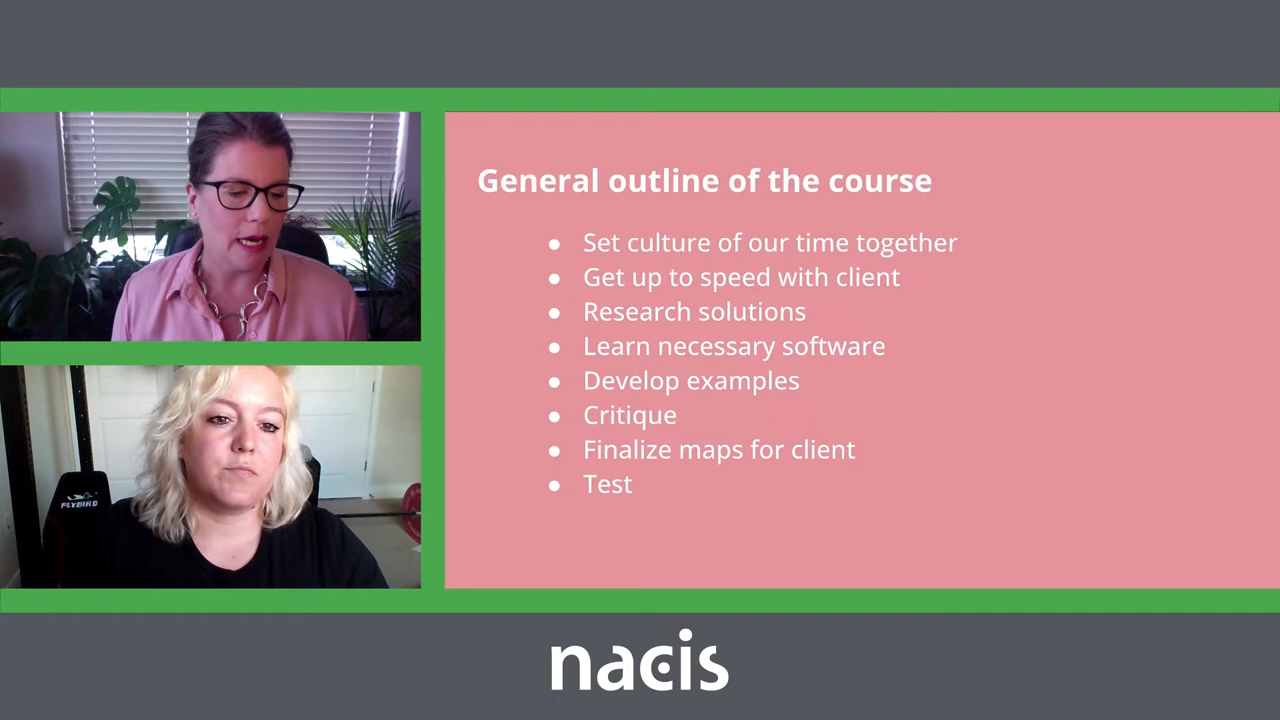 General outline of the course
● Set culture of our time together
● Get up to speed with client
● Research solutions
● Learn necessary software
● Develop examples
● Critique
● Finalize maps for client
● Test
FLYBIRD
nacis